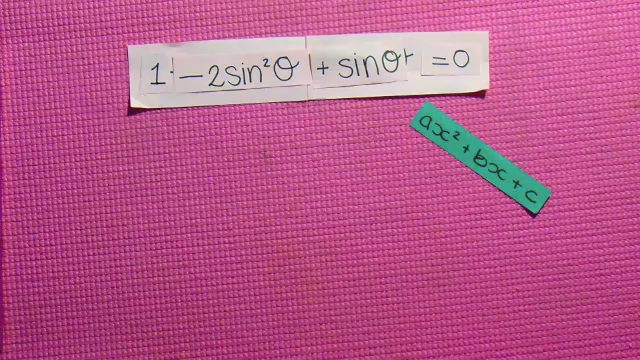 1 - 2sin²θ + sinθ = 0
ax² + bx + c